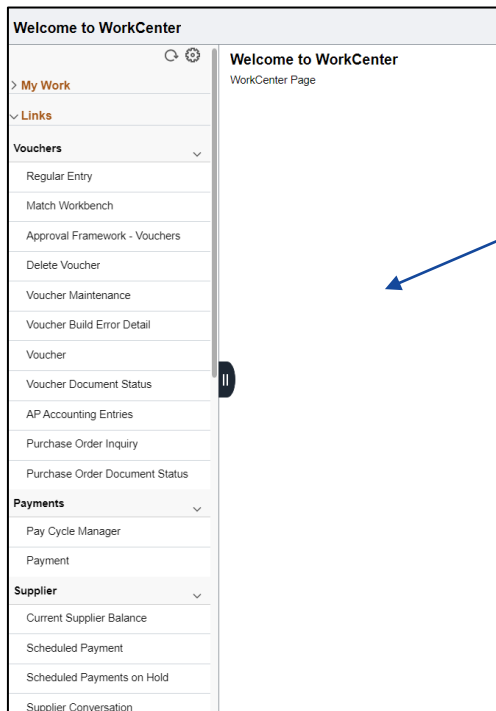 Welcome to WorkCenter
My Work
Links
Vouchers
Regular Entry
Match Workbench
Approval Framework - Vouchers
Delete Voucher
Voucher Maintenance
Voucher Build Error Detail
Voucher
Voucher Document Status
AP Accounting Entries
Purchase Order Inquiry
Purchase Order Document Status
Payments
Pay Cycle Manager
Payment
Supplier
Current Supplier Balance
Scheduled Payment
Scheduled Payments on Hold
Supplier Conversation
Welcome to WorkCenter
WorkCenter Page